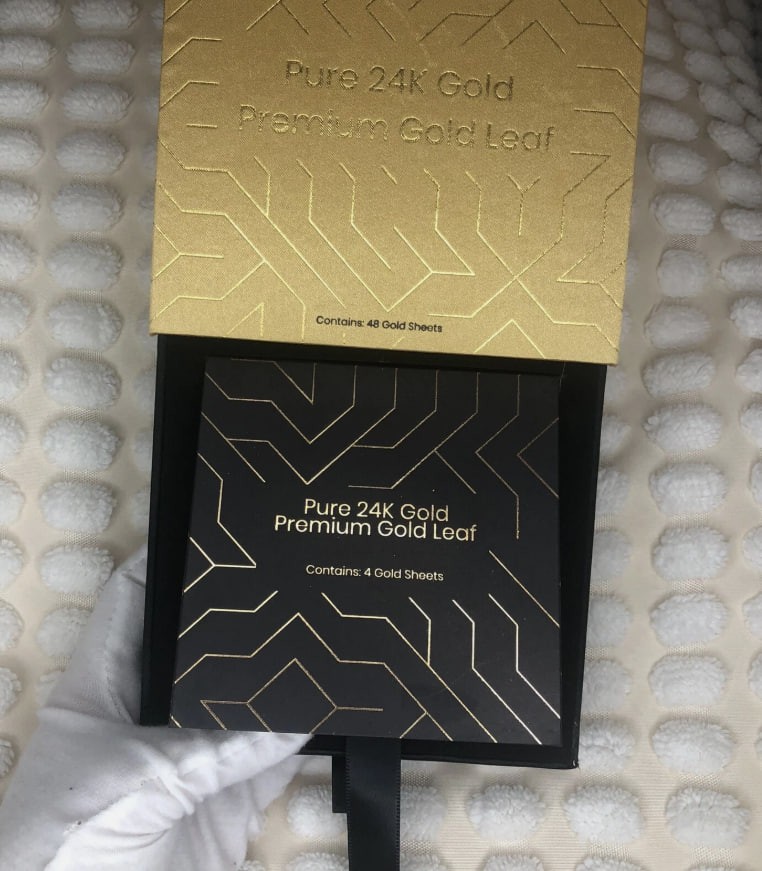 Pure 24K Gold
Premium Gold Leaf
Contains: 48 Gold Sheets
Pure 24K Gold
Premium Gold Leaf
Contains: 4 Gold Sheets